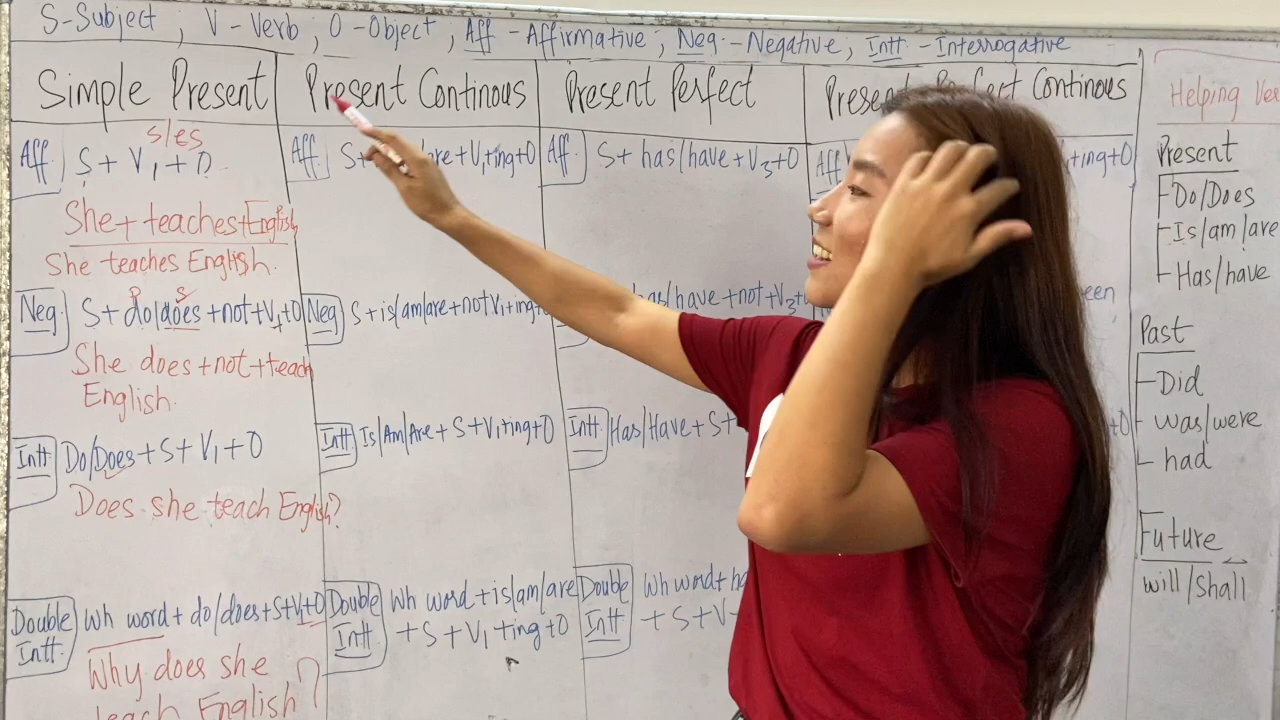 S-Subject, V-Verb, O-Object, Aff-Affirmative, Neg.-Negative, Intt-Interrogative
Simple Present
Aff. S+V1+O
s/es
She+teaches+English
She teaches English.
Neg. S+do/does+not+V1+O
P S
She does+not+teach
English.
Intt Do/Does+S+V1+O
Does she teach English?
Double
Intt. Wh word+do/does+S+V1+O
Why does she
teach English?
Present Continous
Aff. S+ are+V1+ing+O
Neg S+is/am/are+not+V1+ing+
Intt Is/Am/Are+S+V1+ing+O
Double
Intt Wh word+is/am/are
+S+V1+ing+O
Present Perfect
Aff S+has/have+V3+O
has/have+not+V3+
Intt Has/Have+S+
Double
Intt Wh word+
+S+V
Present Continous
Aff +ing+O
een
+O
Helping
Present
Do/Does
Is/am/are
Has/have
Past
Did
was/were
had
Future
will/shall